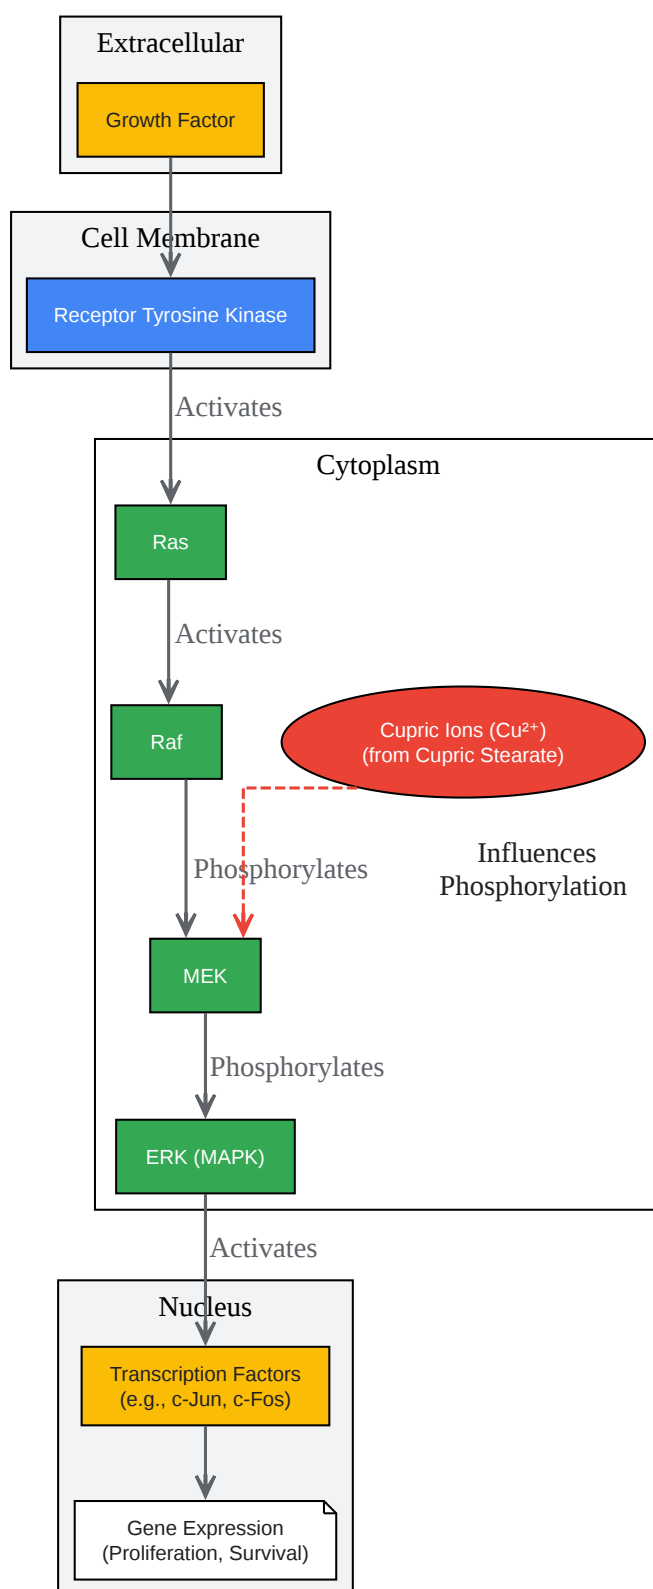 Extracellular
Growth Factor
Cell Membrane
Receptor Tyrosine Kinase
Activates
Cytoplasm
Ras
Activates
Raf
Cupric Ions (Cu²⁺)
(from Cupric Stearate)
Phosphorylates
Influences
Phosphorylation
MEK
Phosphorylates
ERK (MAPK)
Activates
Nucleus
Transcription Factors
(e.g., c-Jun, c-Fos)
Gene Expression
(Proliferation, Survival)